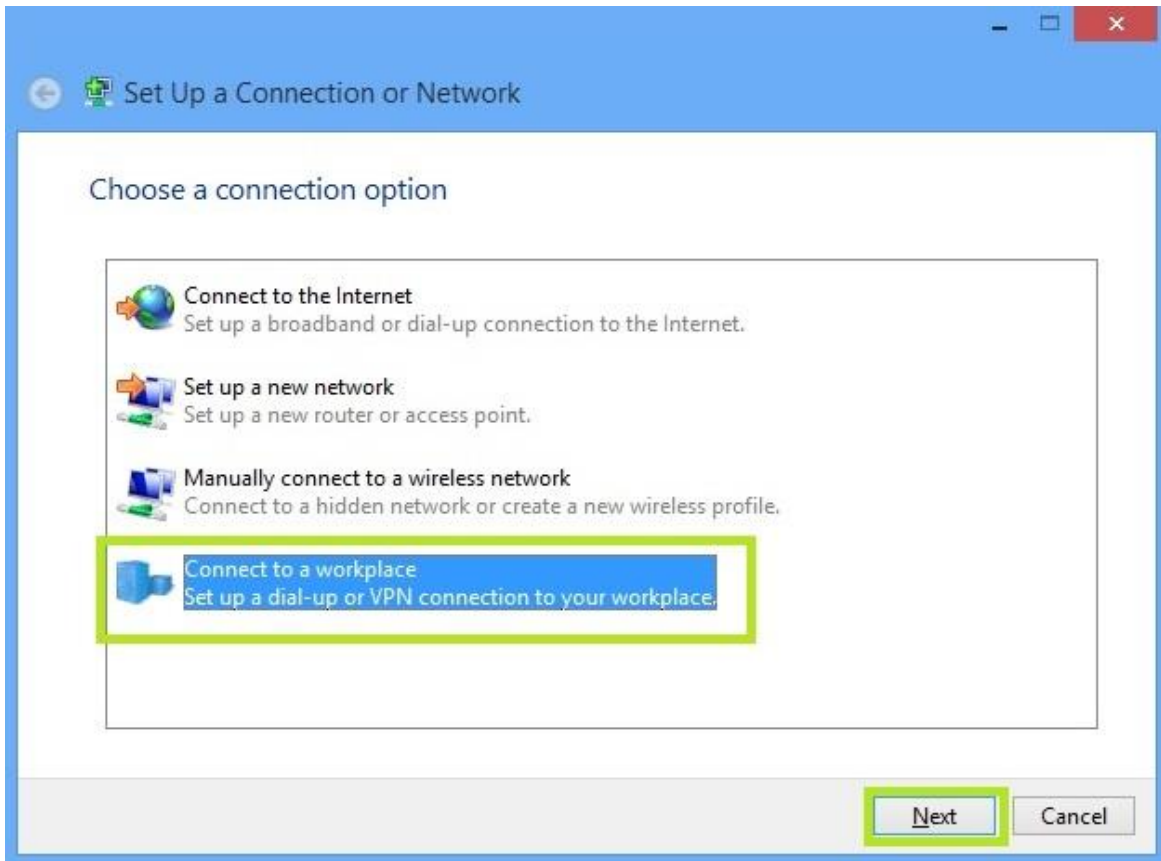 Set Up a Connection or Network
Choose a connection option
Connect to the Internet
Set up a broadband or dial-up connection to the Internet.
Set up a new network
Set up a new router or access point.
Manually connect to a wireless network
Connect to a hidden network or create a new wireless profile.
Connect to a workplace
Set up a dial-up or VPN connection to your workplace.
Next
Cancel